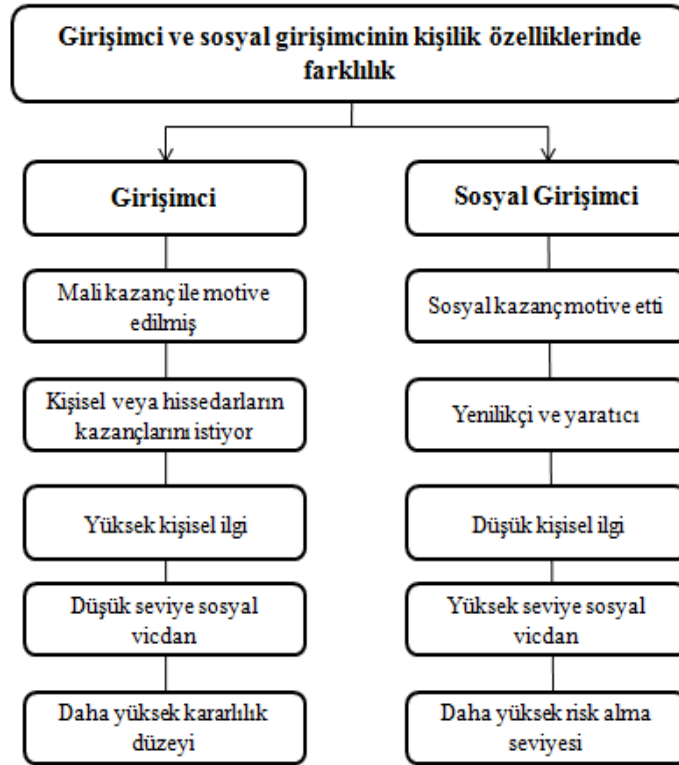 Girişimci ve sosyal girişimcinin kişilik özelliklerinde
farklılık
Girişimci
Mali kazanç ile motive
edilmiş
Kişisel veya hissedarların
kazançlarını istiyor
Yüksek kişisel ilgi
Düşük seviye sosyal
vicdan
Daha yüksek kararlılık
düzeyi
Sosyal Girişimci
Sosyal kazanç motive etti
Yenilikçi ve yaratıcı
Düşük kişisel ilgi
Yüksek seviye sosyal
vicdan
Daha yüksek risk alma
seviyesi